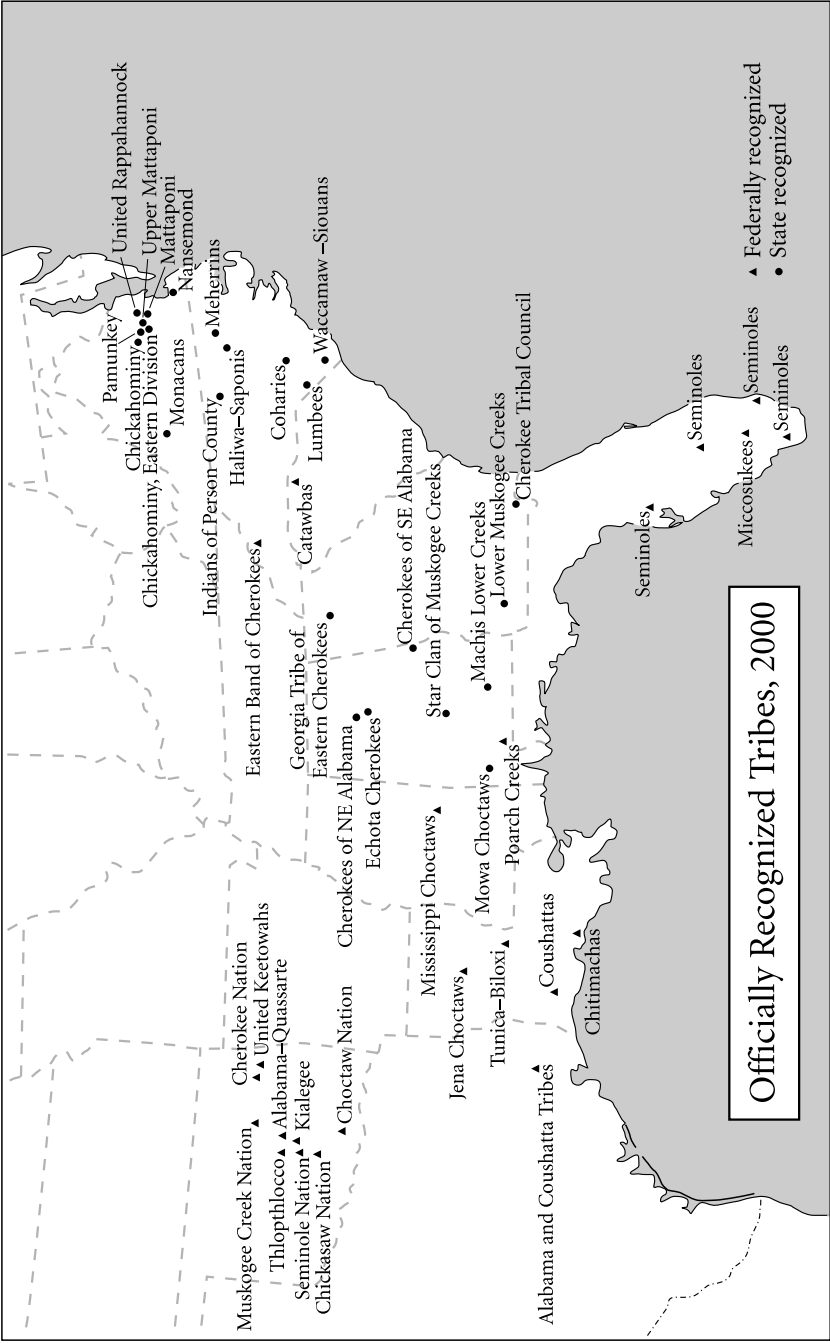 United Rappahannock
Upper Mattaponi
Mattaponi
Nansemond
Pamunkey
Chickahominy
Chickahominy, Eastern Division
Monacans
Meherrins
Haliwa–Saponis
Indians of Person County
Coharies
Waccamaw–Siouans
Lumbees
Catawbas
Eastern Band of Cherokees
Georgia Tribe of
Eastern Cherokees
Cherokees of NE Alabama
Echota Cherokees
Cherokees of SE Alabama
Star Clan of Muskogee Creeks
Machis Lower Creeks
Lower Muskogee Creeks
Cherokee Tribal Council
Mississippi Choctaws
Mowa Choctaws
Poarch Creeks
Cherokee Nation
United Keetowahs
Alabama–Quassarte
Kialegee
Choctaw Nation
Muskogee Creek Nation
Thlopthlocco
Seminole Nation
Chickasaw Nation
Jena Choctaws
Tunica–Biloxi
Coushattas
Chitimachas
Alabama and Coushatta Tribes
Seminoles
Seminoles
Miccosukees
Seminoles
Seminoles
Federally recognized
State recognized
Officially Recognized Tribes, 2000